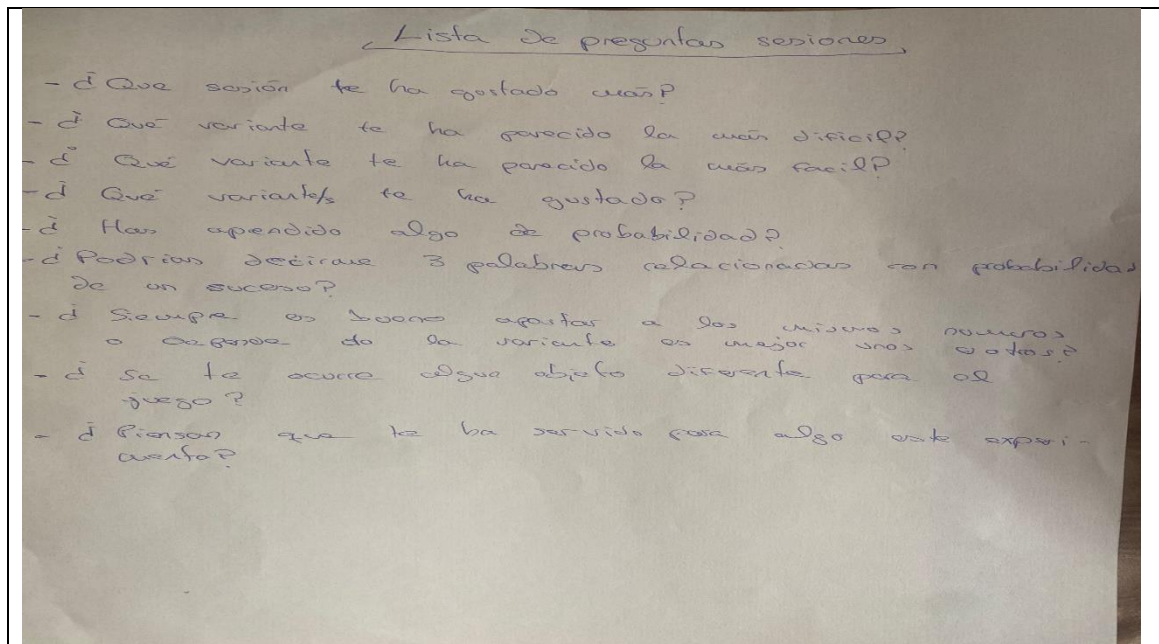 Lista de preguntas sesiones
- ¿Que sesión te ha gustado más?
- ¿Qué variante te ha parecido la más dificil?
- ¿Qué variante te ha parecido la más facil?
- ¿Qué variante/s te ha gustado?
- ¿Has apendido algo de probabilidad?
- ¿Podrias decirme 3 palabras relacionadas con probabilidad
de un suceso?
- ¿Siempre es bueno apostar a los mismos numeros
o depende de la variante es mejor unos u otros?
- ¿Se te ocurre algun objeto diferente para el
juego?
- ¿Piensan que te ha servido para algo este experi-
mento?